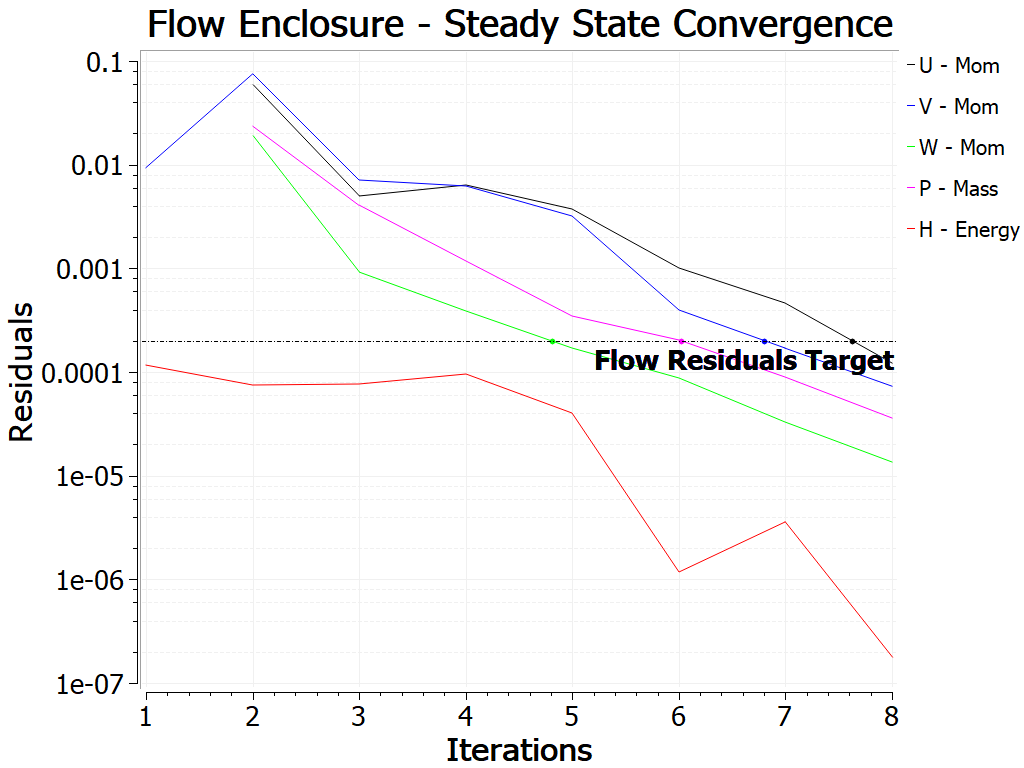 Flow Enclosure - Steady State Convergence
0.1
0.01
0.001
0.0001
1e-05
1e-06
1e-07
Residuals
1 2 3 4 5 6 7 8
Iterations
Flow Residuals Target
U - Mom
V - Mom
W - Mom
P - Mass
H - Energy